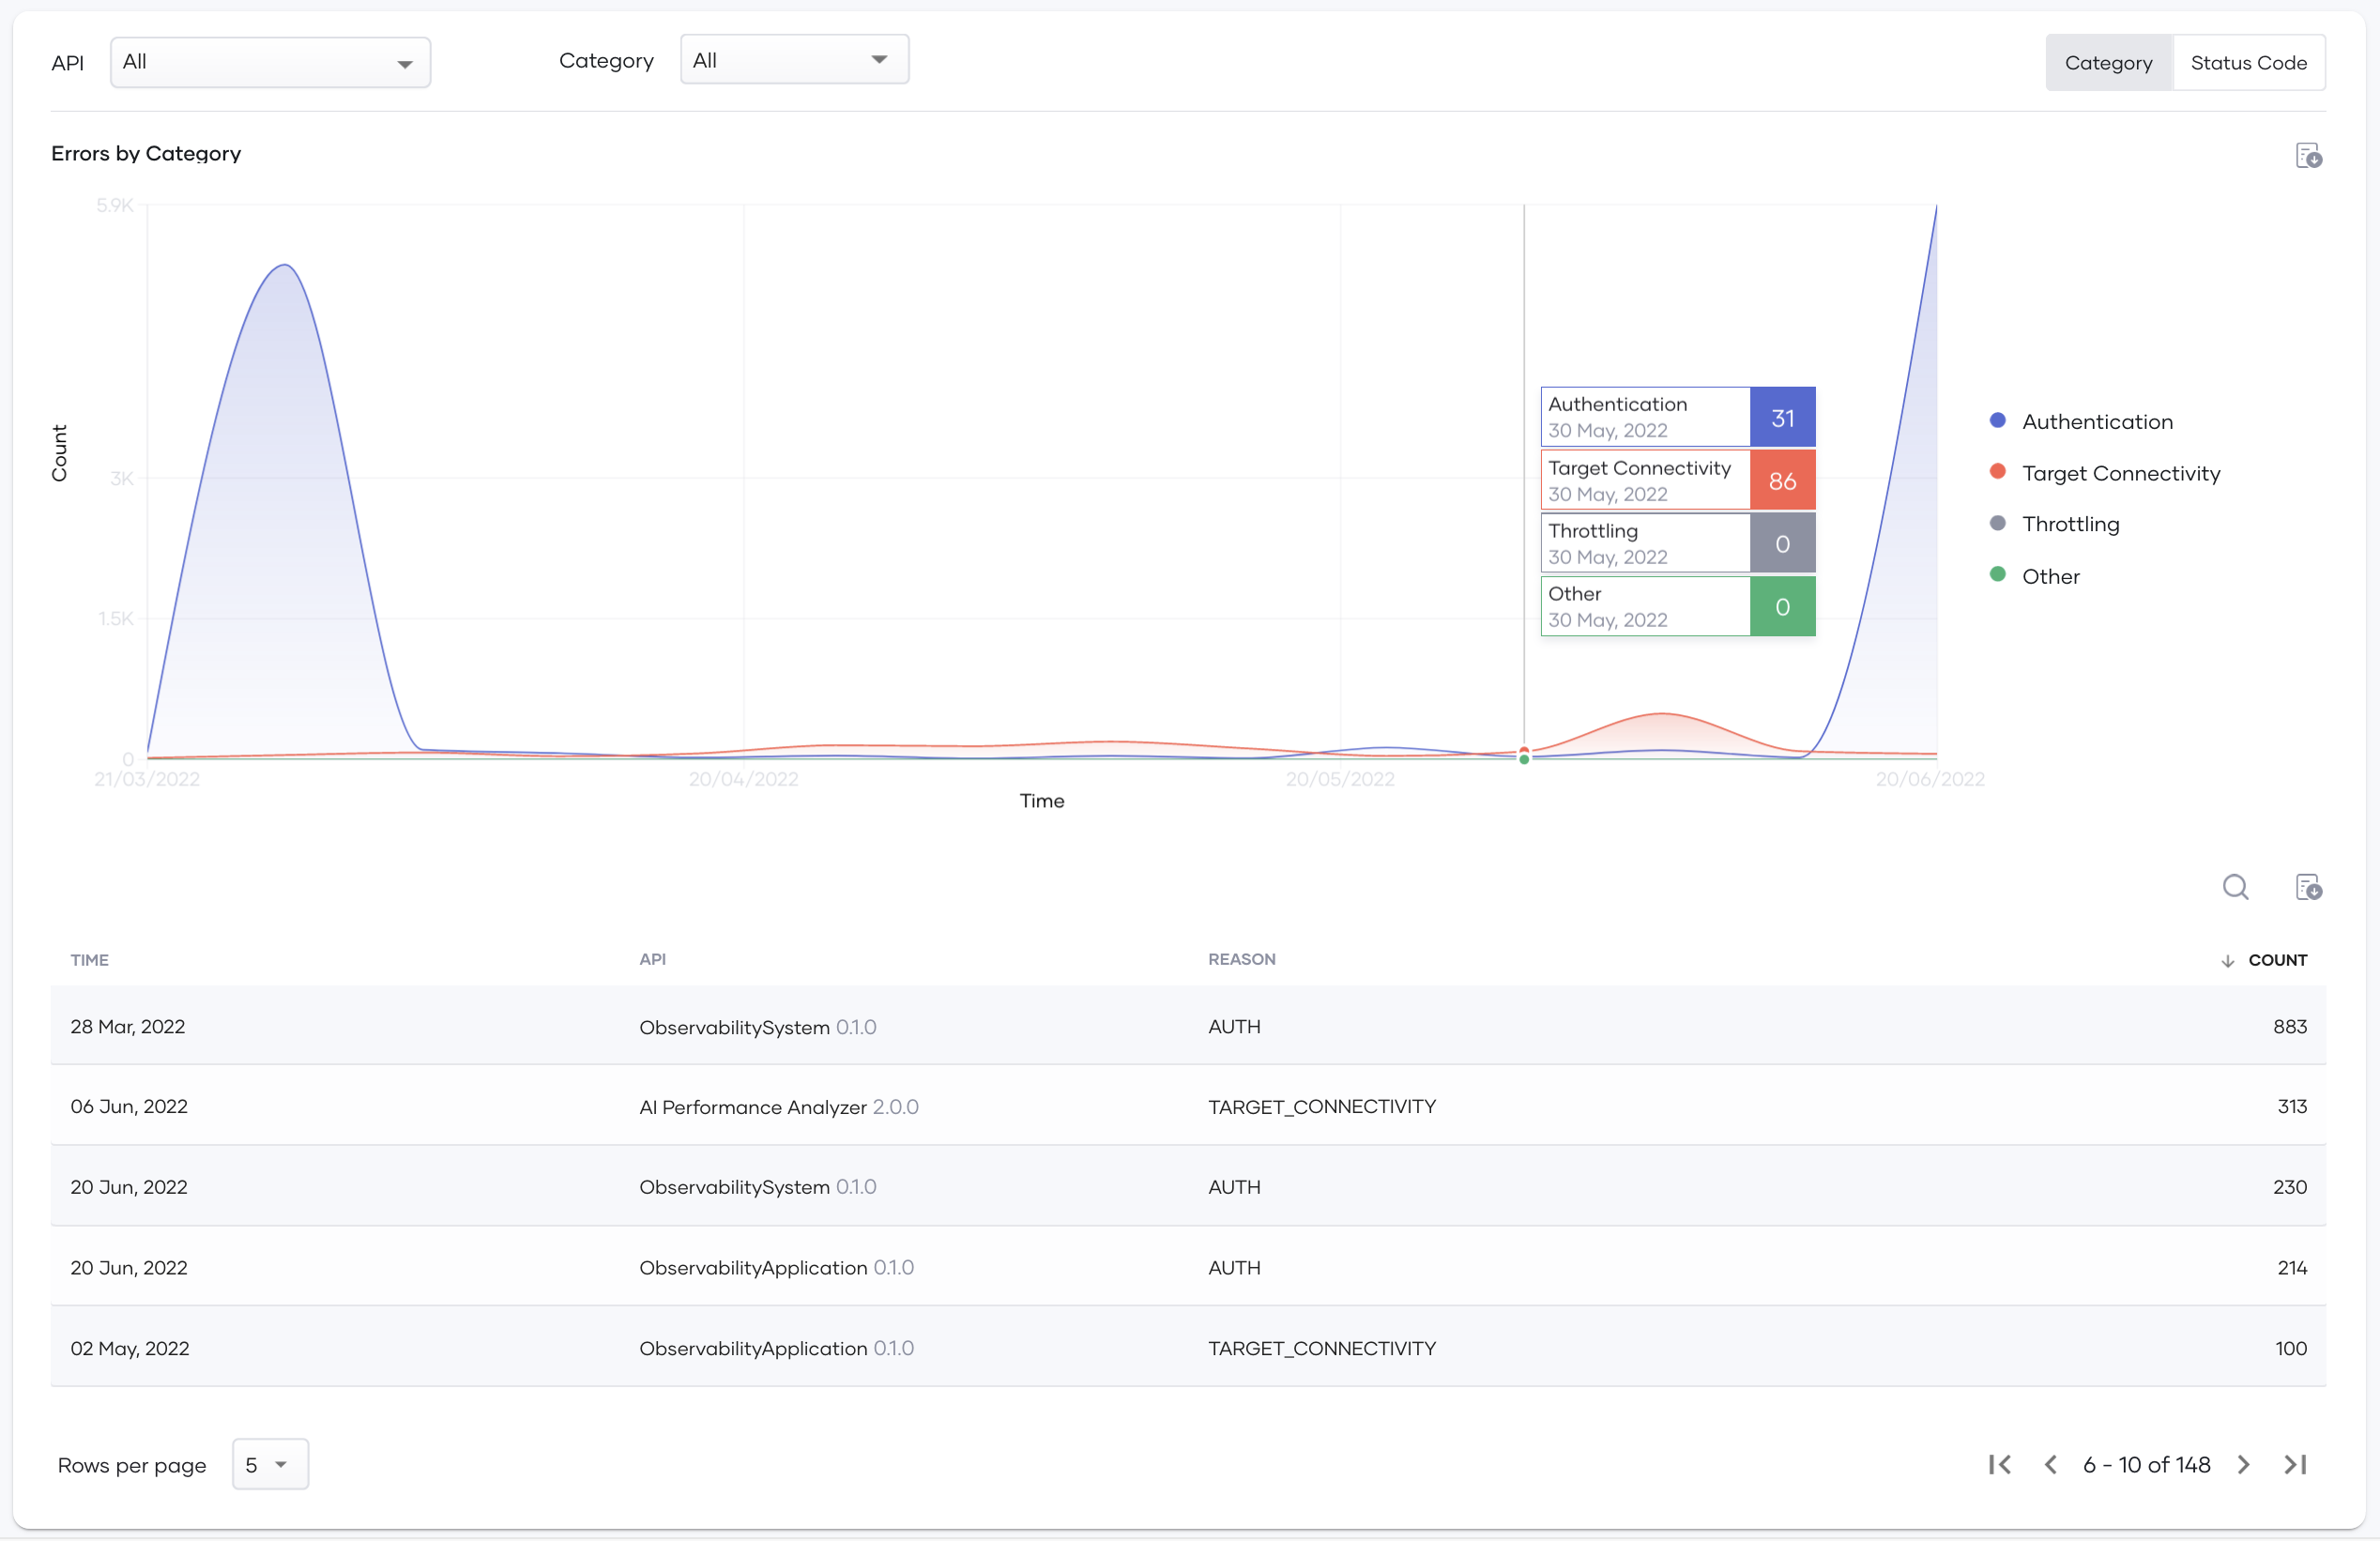 API All Category All Category Status Code
Errors by Category
5.9K
3K
1.5K
0
Count
21/03/2022 20/04/2022 20/05/2022 20/06/2022
Time
Authentication 31
30 May, 2022
Target Connectivity 86
30 May, 2022
Throttling 0
30 May, 2022
Other 0
30 May, 2022
Authentication
Target Connectivity
Throttling
Other
TIME API REASON COUNT
28 Mar, 2022 ObservabilitySystem 0.1.0 AUTH 883
06 Jun, 2022 AI Performance Analyzer 2.0.0 TARGET_CONNECTIVITY 313
20 Jun, 2022 ObservabilitySystem 0.1.0 AUTH 230
20 Jun, 2022 ObservabilityApplication 0.1.0 AUTH 214
02 May, 2022 ObservabilityApplication 0.1.0 TARGET_CONNECTIVITY 100
Rows per page 5 6 - 10 of 148